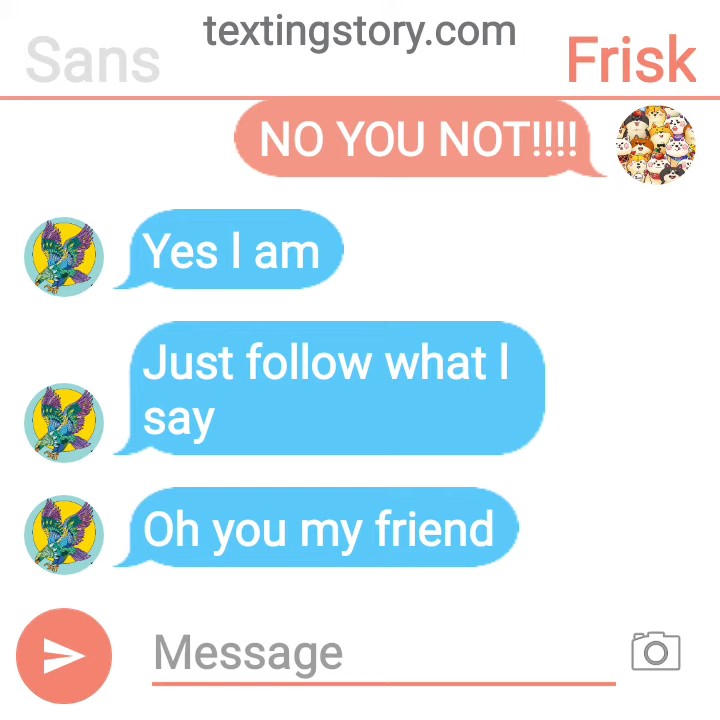 textingstory.com
Sans
Frisk
NO YOU NOT!!!!
Yes I am
Just follow what I
say
Oh you my friend
Message